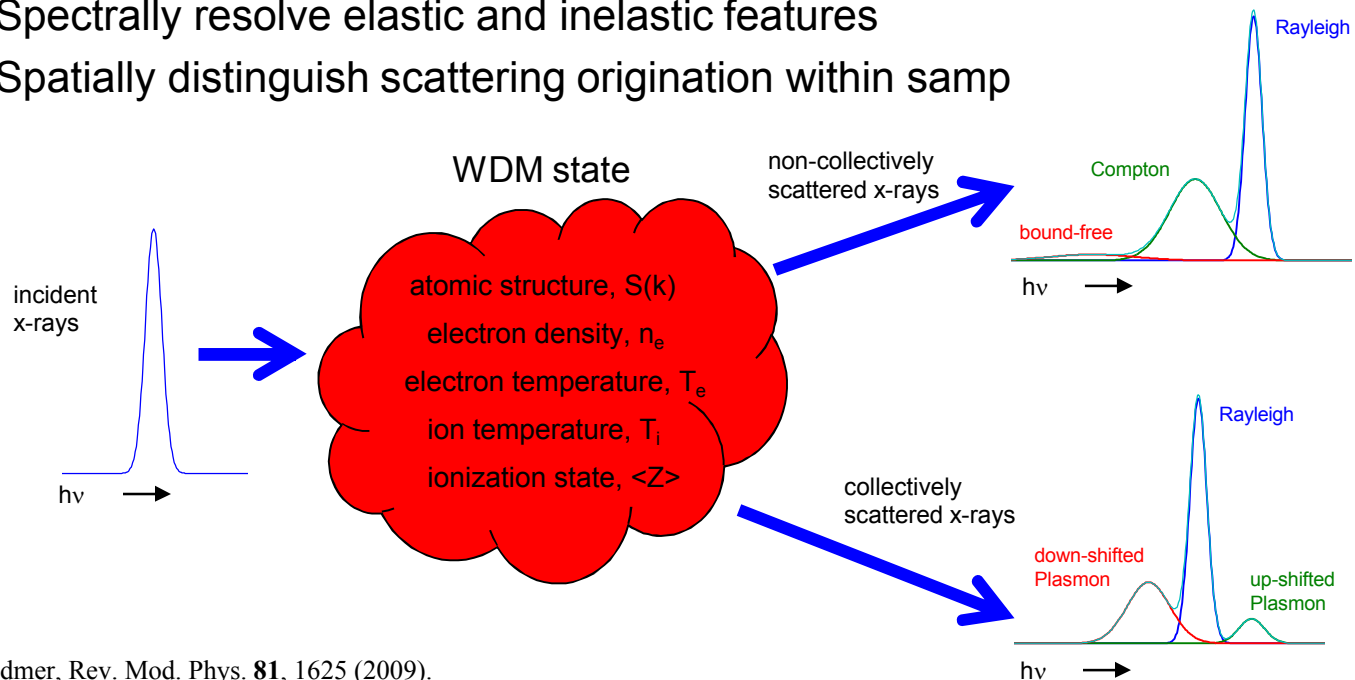 Spectrally resolve elastic and inelastic features
Spatially distinguish scattering origination within samp
WDM state
incident
x-rays
hν
atomic structure, S(k)
electron density, nₑ
electron temperature, Tₑ
ion temperature, Tᵢ
ionization state, <Z>
non-collectively
scattered x-rays
Rayleigh
Compton
bound-free
hν
collectively
scattered x-rays
Rayleigh
down-shifted
Plasmon
up-shifted
Plasmon
hν
dmer, Rev. Mod. Phys. 81, 1625 (2009).